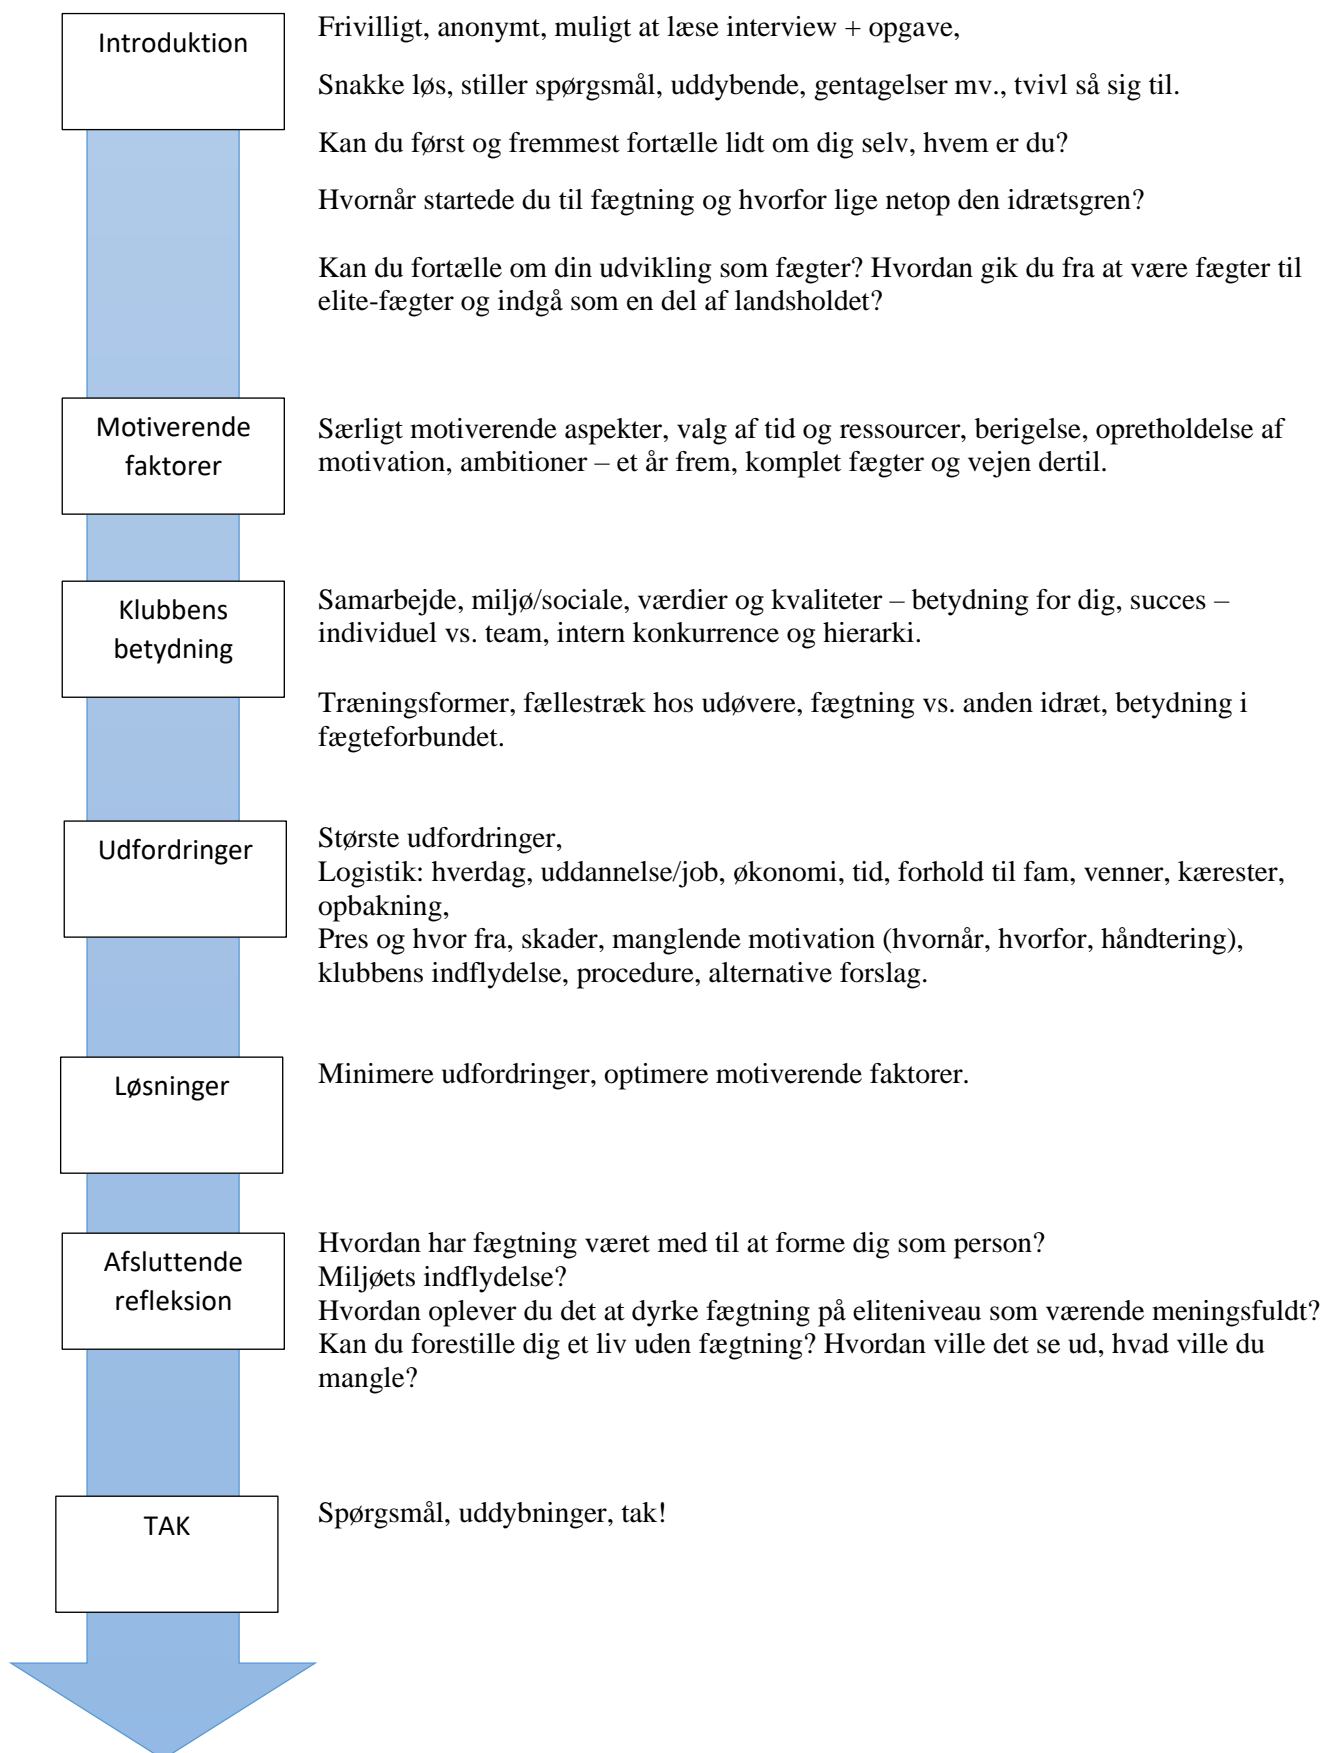 Introduktion
Frivilligt, anonymt, muligt at læse interview + opgave,
Snakke løs, stiller spørgsmål, uddybende, gentagelser mv., tvivl så sig til.
Kan du først og fremmest fortælle lidt om dig selv, hvem er du?
Hvornår startede du til fægtning og hvorfor lige netop den idrætsgren?
Kan du fortælle om din udvikling som fægter? Hvordan gik du fra at være fægter til
elite-fægter og indgå som en del af landsholdet?
Motiverende
faktorer
Særligt motiverende aspekter, valg af tid og ressourcer, berigelse, opretholdelse af
motivation, ambitioner – et år frem, komplet fægter og vejen dertil.
Klubbens
betydning
Samarbejde, miljø/sociale, værdier og kvaliteter – betydning for dig, succes –
individuel vs. team, intern konkurrence og hierarki.
Træningsformer, fællestræk hos udøvere, fægtning vs. anden idræt, betydning i
fægteforbundet.
Udfordringer
Største udfordringer,
Logistik: hverdag, uddannelse/job, økonomi, tid, forhold til fam, venner, kærester,
opbakning,
Pres og hvor fra, skader, manglende motivation (hvornår, hvorfor, håndtering),
klubbens indflydelse, procedure, alternative forslag.
Løsninger
Minimere udfordringer, optimere motiverende faktorer.
Afsluttende
refleksion
Hvordan har fægtning været med til at forme dig som person?
Miljøets indflydelse?
Hvordan oplever du det at dyrke fægtning på eliteniveau som værende meningsfuldt?
Kan du forestille dig et liv uden fægtning? Hvordan ville det se ud, hvad ville du
mangle?
TAK
Spørgsmål, uddybninger, tak!